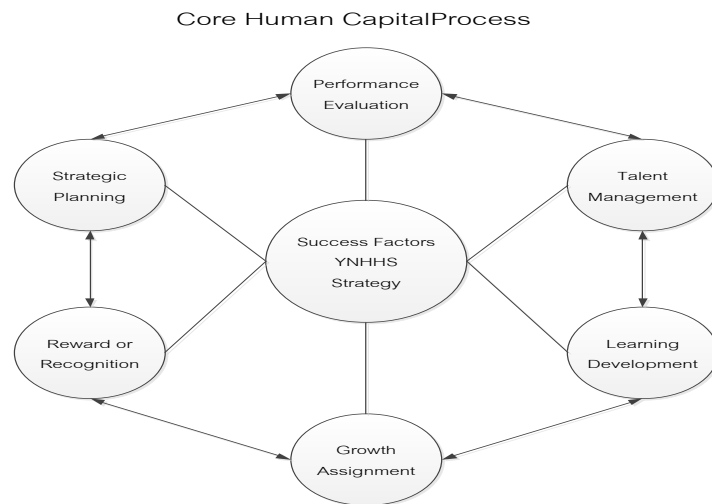 Core Human CapitalProcess
Performance
Evaluation
Strategic
Planning
Talent
Management
Success Factors
YNHHS
Strategy
Reward or
Recognition
Learning
Development
Growth
Assignment